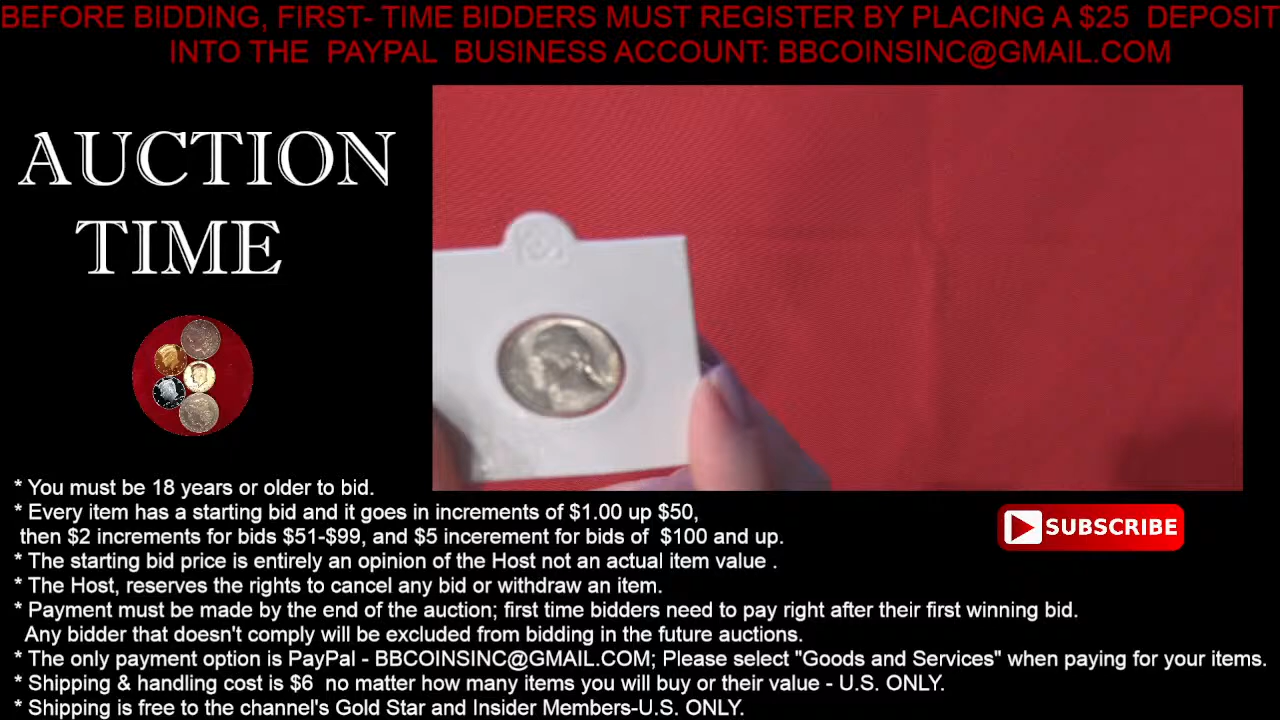 BEFORE BIDDING, FIRST- TIME BIDDERS MUST REGISTER BY PLACING A $25 DEPOSIT
INTO THE PAYPAL BUSINESS ACCOUNT: BBCOINSINC@GMAIL.COM
AUCTION
TIME
* You must be 18 years or older to bid.
* Every item has a starting bid and it goes in increments of $1.00 up $50,
then $2 increments for bids $51-$99, and $5 incerement for bids of $100 and up.
* The starting bid price is entirely an opinion of the Host not an actual item value .
* The Host, reserves the rights to cancel any bid or withdraw an item.
* Payment must be made by the end of the auction; first time bidders need to pay right after their first winning bid.
Any bidder that doesn't comply will be excluded from bidding in the future auctions.
* The only payment option is PayPal - BBCOINSINC@GMAIL.COM; Please select "Goods and Services" when paying for your items.
* Shipping & handling cost is $6 no matter how many items you will buy or their value - U.S. ONLY.
* Shipping is free to the channel's Gold Star and Insider Members-U.S. ONLY.
SUBSCRIBE